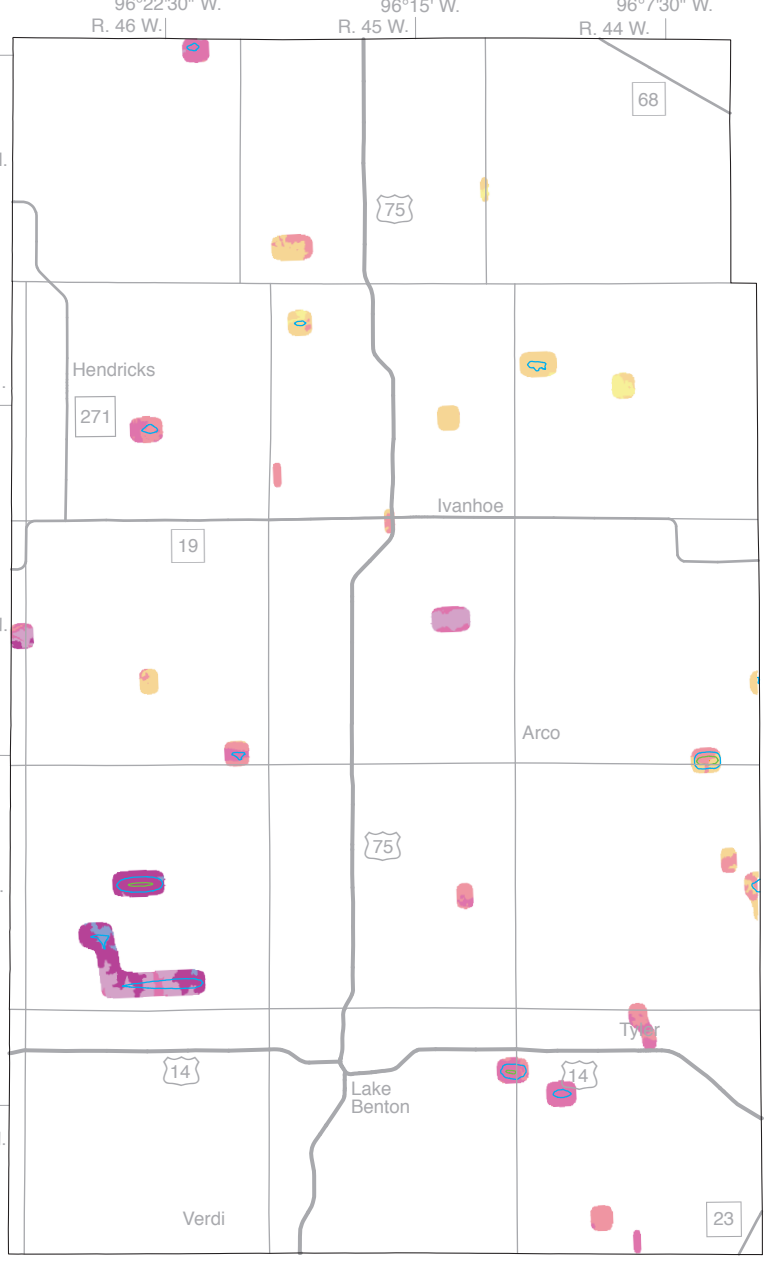 96°22'30" W.
96°15' W.
96°7'30" W.
R. 46 W.
R. 45 W.
R. 44 W.
68
75
Hendricks
271
Ivanhoe
19
Arco
75
Tyler
14
14
Lake
Benton
Verdi
23